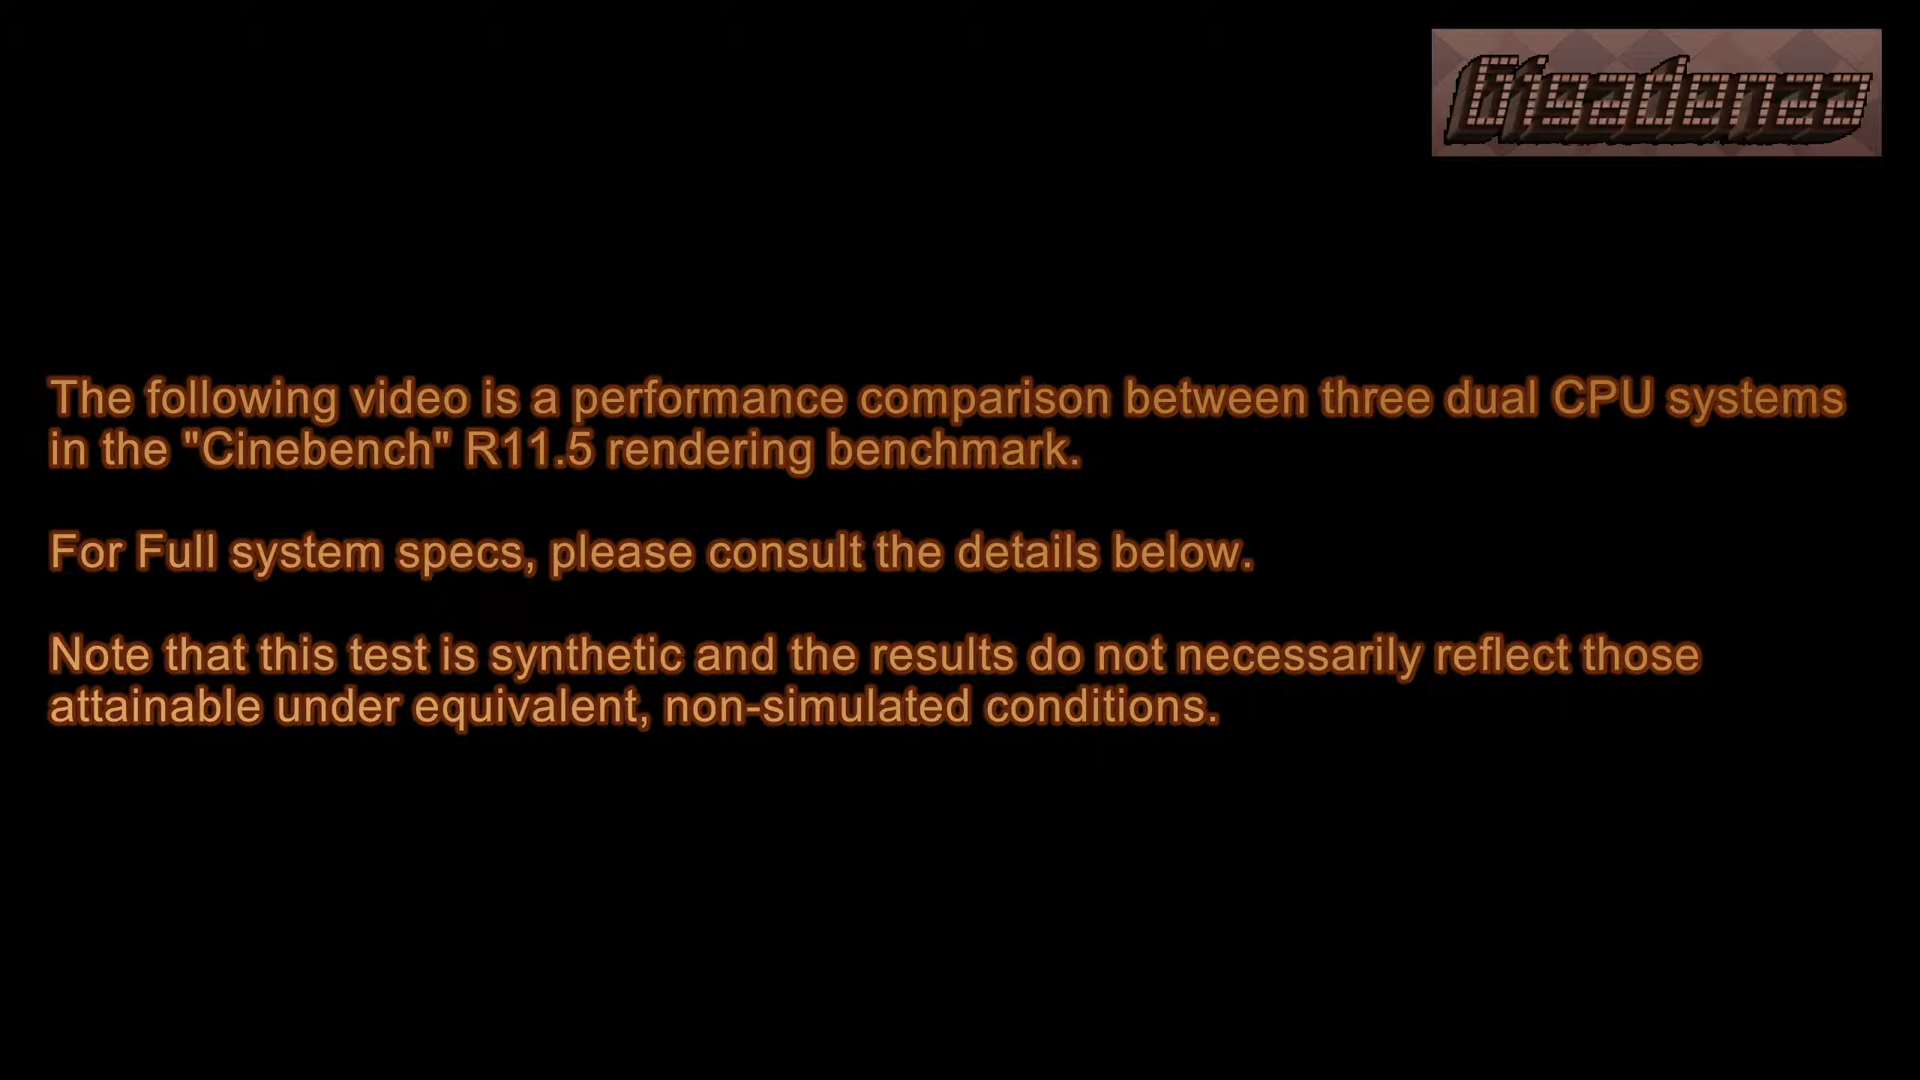 The following video is a performance comparison between three dual CPU systems
in the "Cinebench" R11.5 rendering benchmark.
For Full system specs, please consult the details below.
Note that this test is synthetic and the results do not necessarily reflect those
attainable under equivalent, non-simulated conditions.